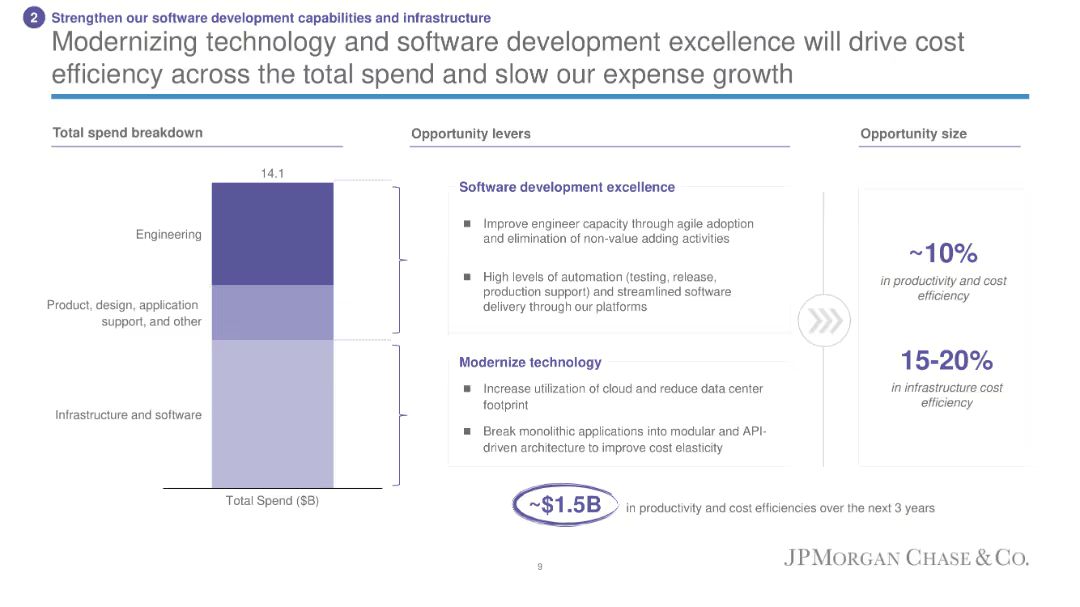 2 Strengthen our software development capabilities and infrastructure
Modernizing technology and software development excellence will drive cost
efficiency across the total spend and slow our expense growth
Total spend breakdown
14.1
Engineering
Product, design, application
support, and other
Infrastructure and software
Total Spend ($B)
Opportunity levers
Software development excellence
■ Improve engineer capacity through agile adoption
and elimination of non-value adding activities
■ High levels of automation (testing, release,
production support) and streamlined software
delivery through our platforms
Modernize technology
■ Increase utilization of cloud and reduce data center
footprint
■ Break monolithic applications into modular and API-
driven architecture to improve cost elasticity
Opportunity size
~10%
in productivity and cost
efficiency
15-20%
in infrastructure cost
efficiency
~$1.5B in productivity and cost efficiencies over the next 3 years
JPMORGAN CHASE & CO.
9